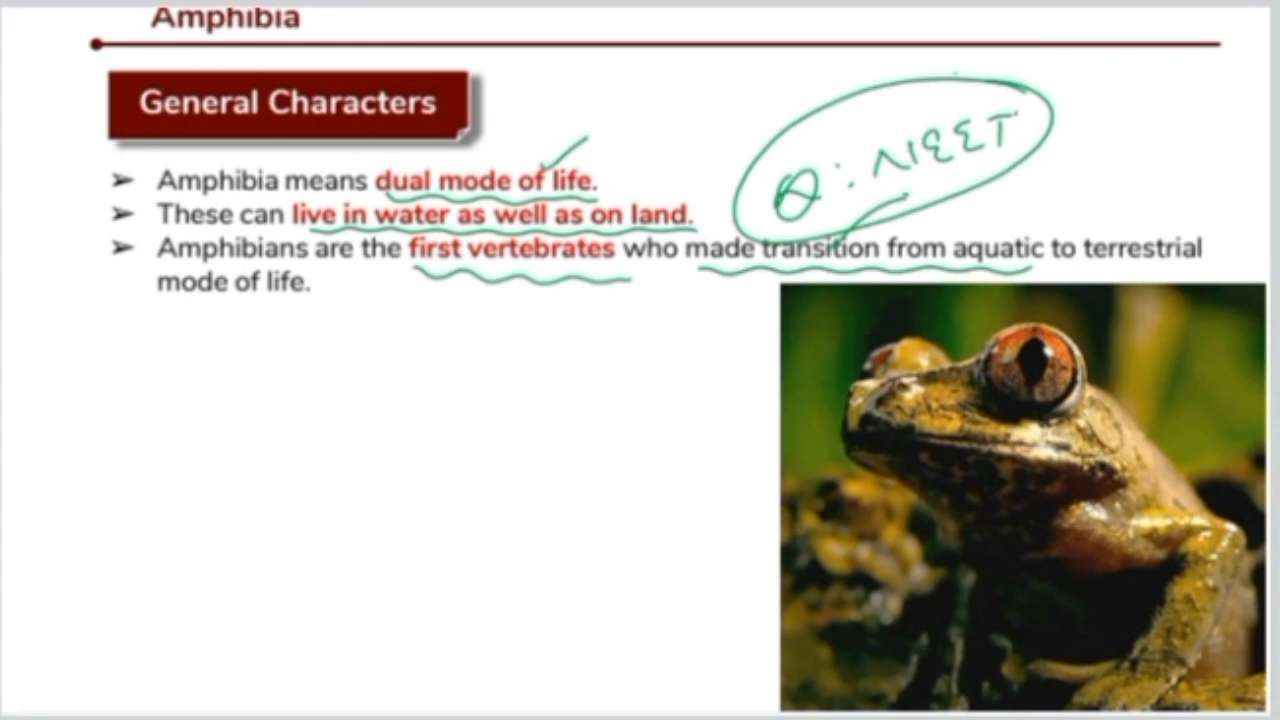 Amphibia
General Characters
➢ Amphibia means dual mode of life.
➢ These can live in water as well as on land.
➢ Amphibians are the first vertebrates who made transition from aquatic to terrestrial
mode of life.
Q: NEET